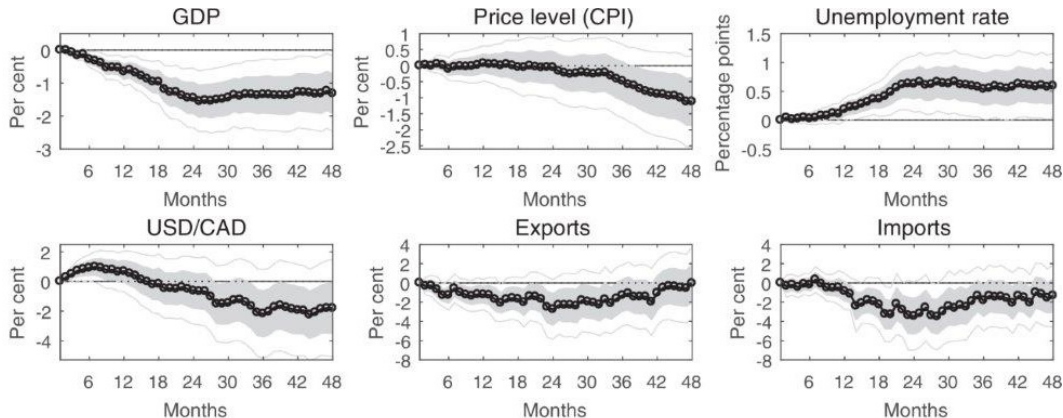 GDP
Per cent
0
-1
-2
-3
6 12 18 24 30 36 42 48
Months
Price level (CPI)
Per cent
1
0.5
0
-0.5
-1
-1.5
-2
-2.5
6 12 18 24 30 36 42 48
Months
Unemployment rate
Percentage points
1.5
1
0.5
0
0.5
6 12 18 24 30 36 42 48
Months
USD/CAD
Per cent
2
0
-2
-4
6 12 18 24 30 36 42 48
Months
Exports
Per cent
4
2
0
-2
-4
-6
-8
6 12 18 24 30 36 42 48
Months
Imports
Per cent
4
2
0
-2
-4
-6
-8
6 12 18 24 30 36 42 48
Months